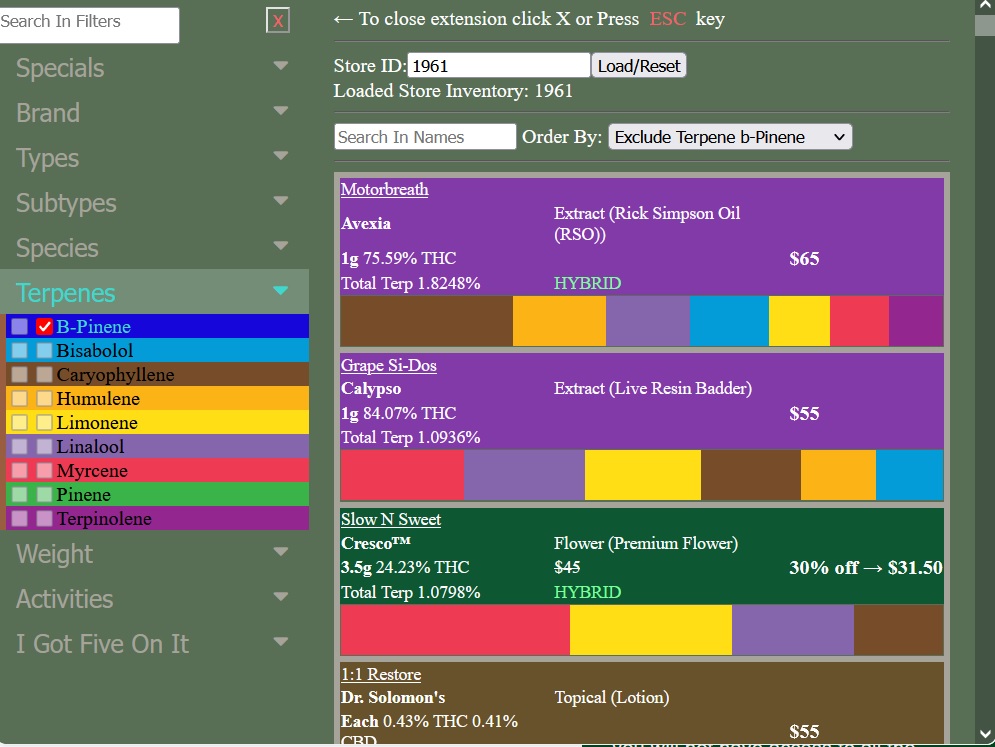 Search In Filters
X
Specials
Brand
Types
Subtypes
Species
Terpenes
B-Pinene
Bisabolol
Caryophyllene
Humulene
Limonene
Linalool
Myrcene
Pinene
Terpinolene
Weight
Activities
I Got Five On It
← To close extension click X or Press ESC key
Store ID: 1961 Load/Reset
Loaded Store Inventory: 1961
Search In Names Order By: Exclude Terpene b-Pinene
Motorbreath
Avexia
Extract (Rick Simpson Oil
(RSO))
1g 75.59% THC
$65
Total Terp 1.8248%
HYBRID
Grape Si-Dos
Calypso
Extract (Live Resin Badder)
1g 84.07% THC
$55
Total Terp 1.0936%
Slow N Sweet
Cresco™
Flower (Premium Flower)
3.5g 24.23% THC
$45
30% off → $31.50
Total Terp 1.0798%
HYBRID
1:1 Restore
Dr. Solomon's
Topical (Lotion)
Each 0.43% THC 0.41%
CBD
$55